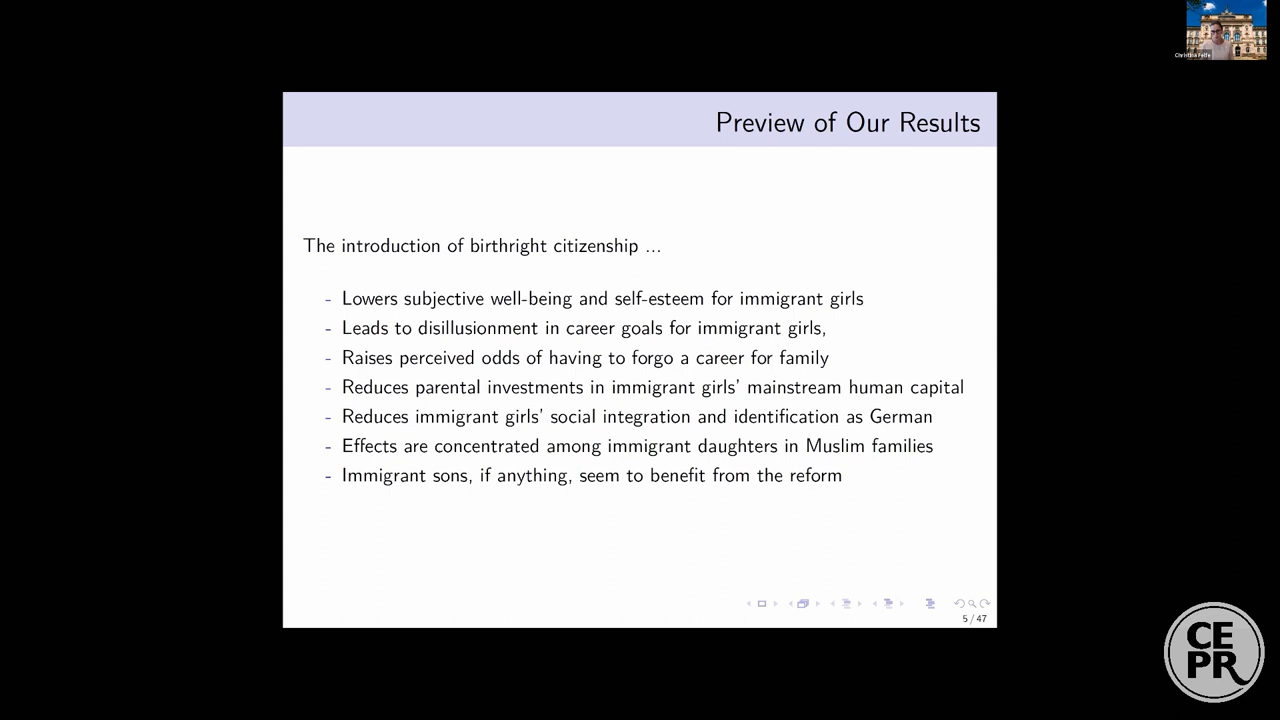 Christina Felfe
Preview of Our Results
The introduction of birthright citizenship ...
- Lowers subjective well-being and self-esteem for immigrant girls
- Leads to disillusionment in career goals for immigrant girls,
- Raises perceived odds of having to forgo a career for family
- Reduces parental investments in immigrant girls' mainstream human capital
- Reduces immigrant girls' social integration and identification as German
- Effects are concentrated among immigrant daughters in Muslim families
- Immigrant sons, if anything, seem to benefit from the reform
5 / 47
CE
PR